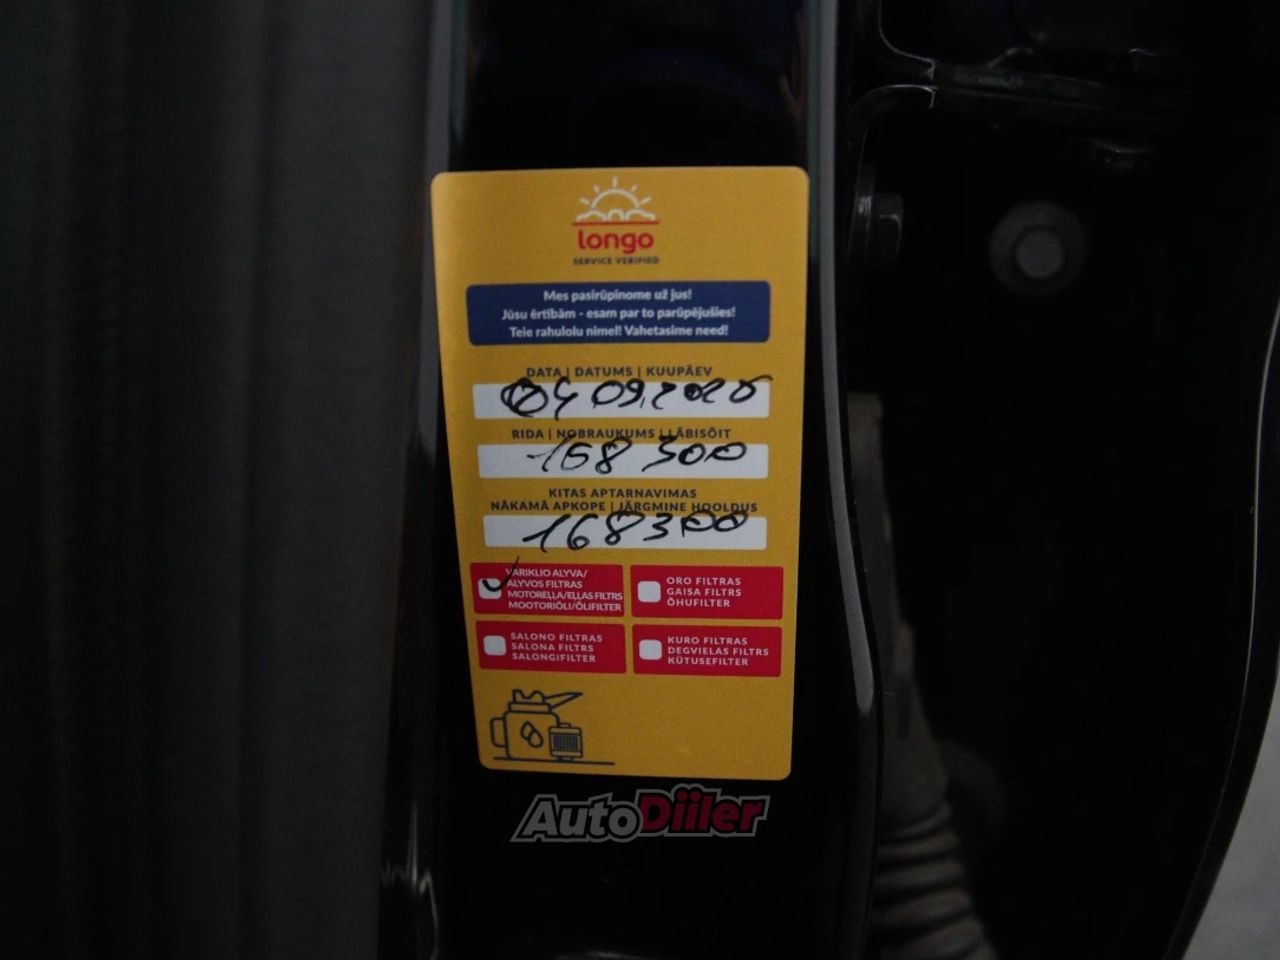 longo
SERVICE VERIFIED
Mes pasirūpinome už jus!
Jūsu ērtībām - esam par to parūpējušies!
Teie rahulolu nimel! Vahetasime need!
DATA | DATUMS | KUUPÄEV
04 09.2025
RIDA | NOBRAUKUMS | LÄBISÕIT
168 300
KITAS APTARNAVIMAS
NĀKAMĀ APKOPE | JÄRGMINE HOOLDUS
168300
VARIKLIO ALYVA/
ALYVOS FILTRAS
MOTOREĻĻA/EĻĻAS FILTRS
MOOTORIÕLI/ÕLIFILTER
ORO FILTRAS
GAISA FILTRS
ÕHUFILTER
SALONO FILTRAS
SALONA FILTRS
SALONGIFILTER
KURO FILTRAS
DEGVIELAS FILTRS
KÜTUSEFILTER
AutoDiiler